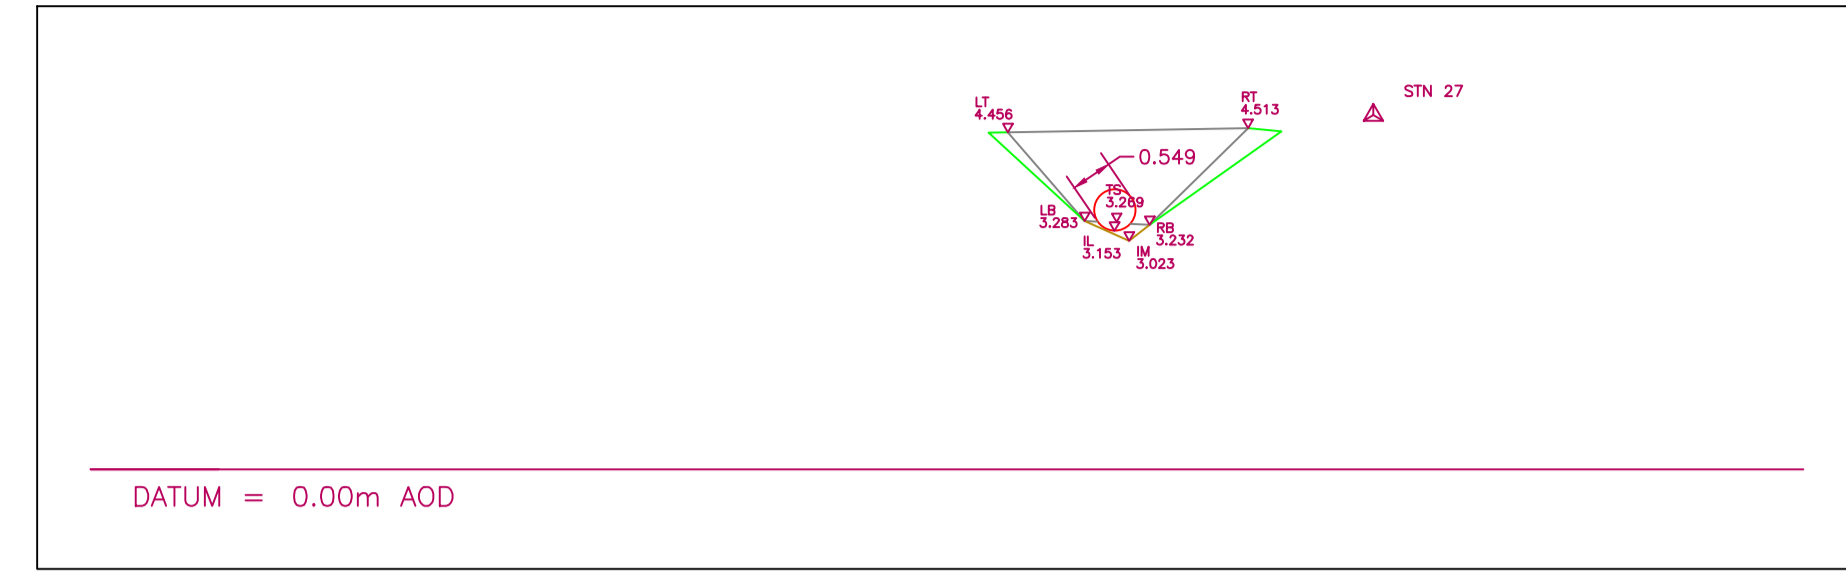 STN 27
RT
4.513
LT
4.456
0.549
TS
3.269
LB
3.283
RB
3.232
IL
3.153
IM
3.023
DATUM = 0.00m AOD